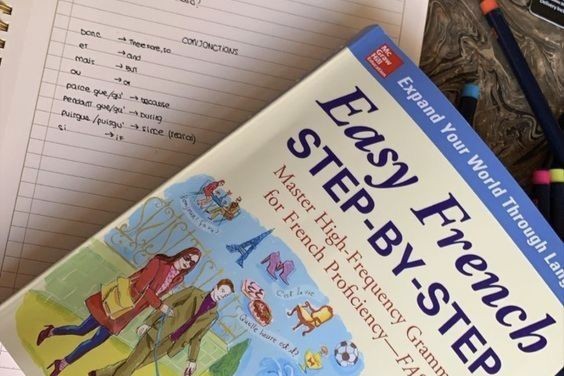 ?
CONJONCTIONS
Donc → Therefore, so
et → and
mais → But
ou → or
parce que/qu' → because
Pendant que/qu' → During
Puisque/puisqu' → since (reason)
si → if
Mc
Graw
Hill
Education
Expand Your World Through Lang
Easy French
STEP-BY-STEP
Master High-Frequency Gramm
for French Proficiency—FA
C'est la vie
Quelle heure est-il?